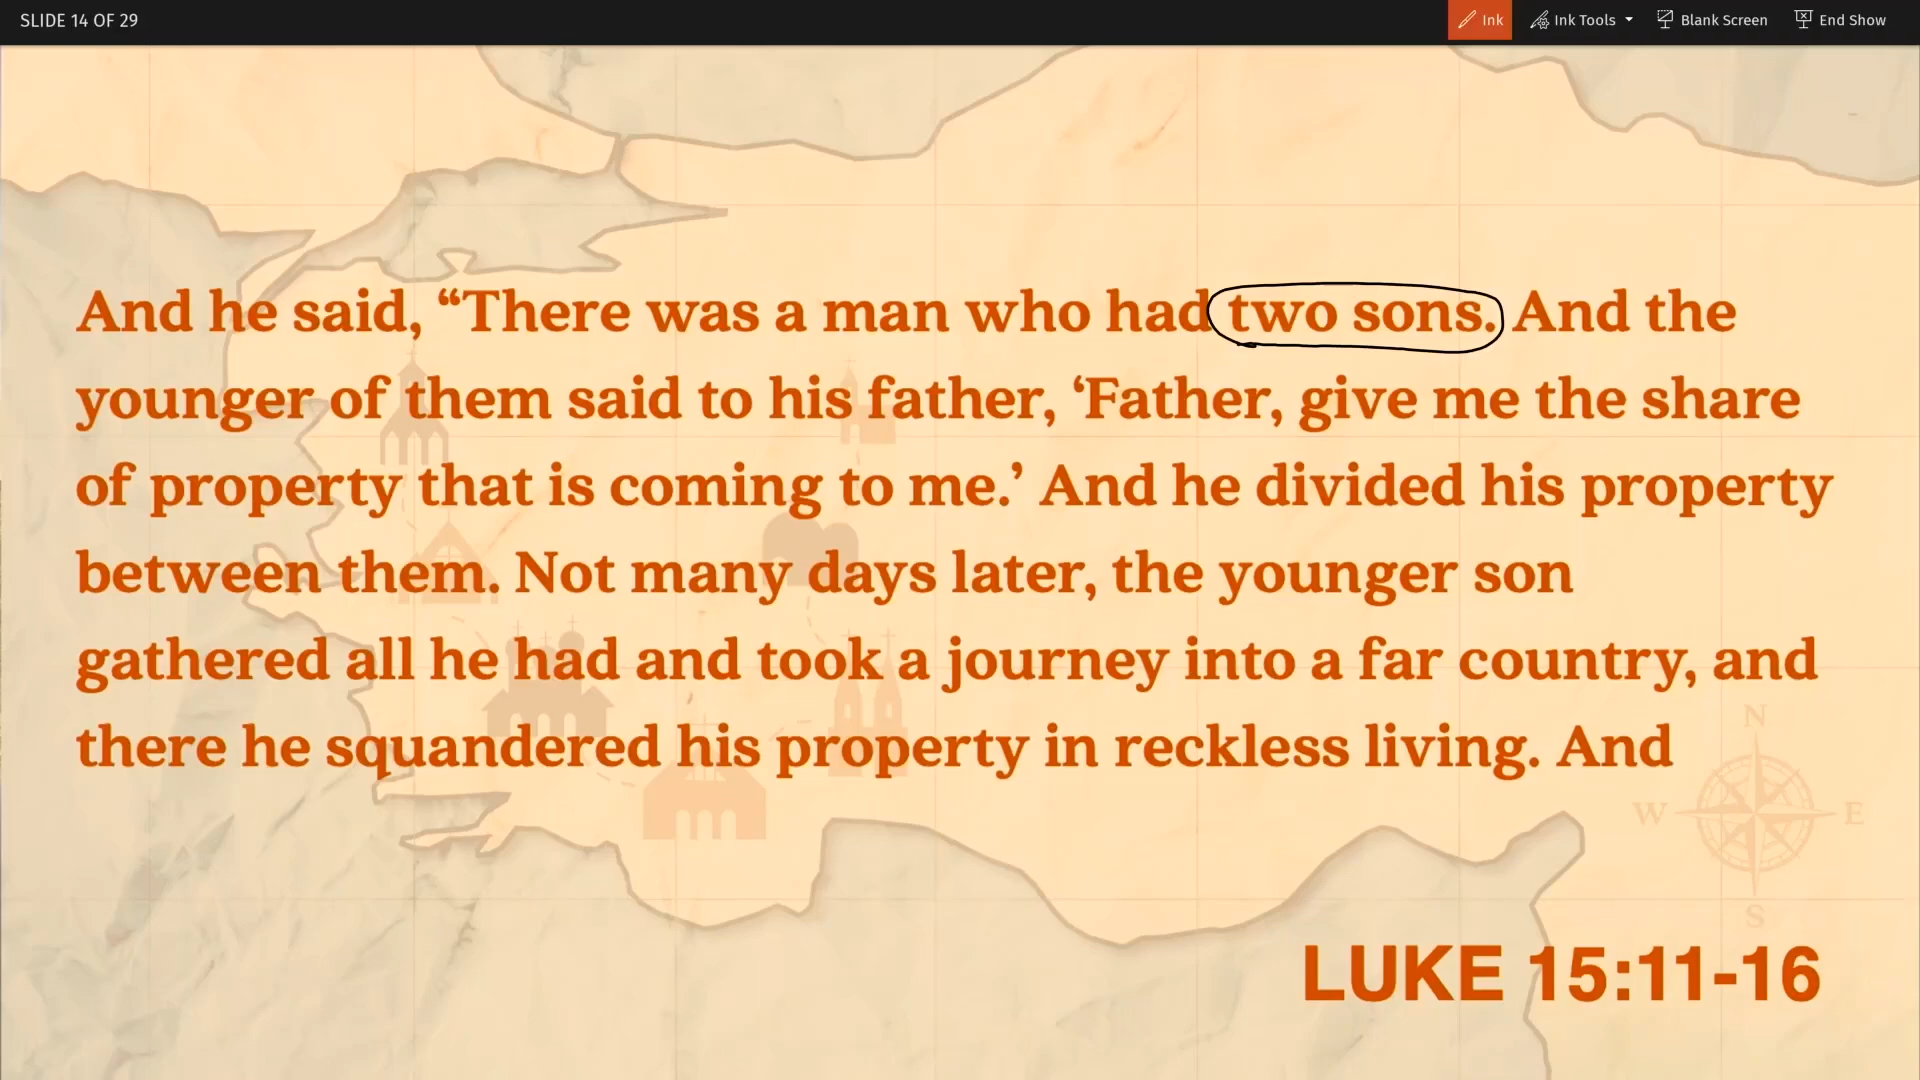 SLIDE 14 OF 29
Ink
Ink Tools
Blank Screen
End Show
And he said, “There was a man who had two sons. And the
younger of them said to his father, ‘Father, give me the share
of property that is coming to me.’ And he divided his property
between them. Not many days later, the younger son
gathered all he had and took a journey into a far country, and
there he squandered his property in reckless living. And
N
W
E
S
LUKE 15:11-16